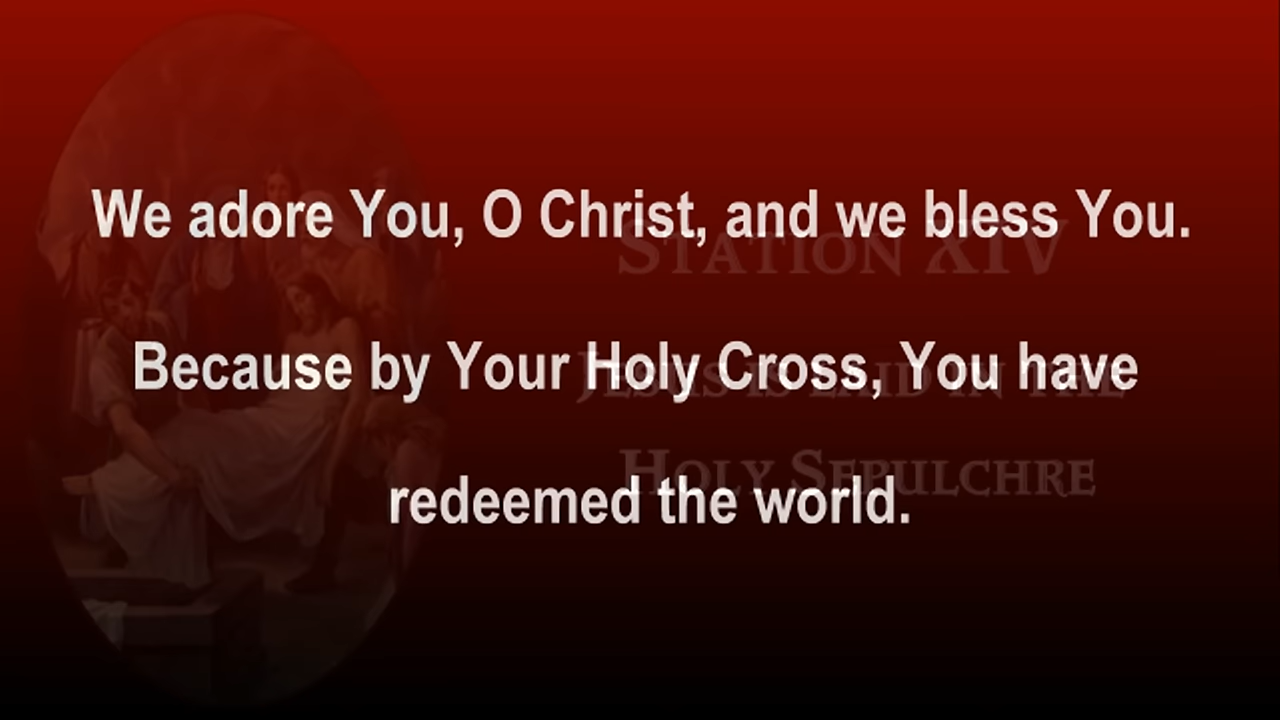 We adore You, O Christ, and we bless You.
STATION XIV
Because by Your Holy Cross, You have
JESUS IS LAID IN THE
HOLY SEPULCHRE
redeemed the world.